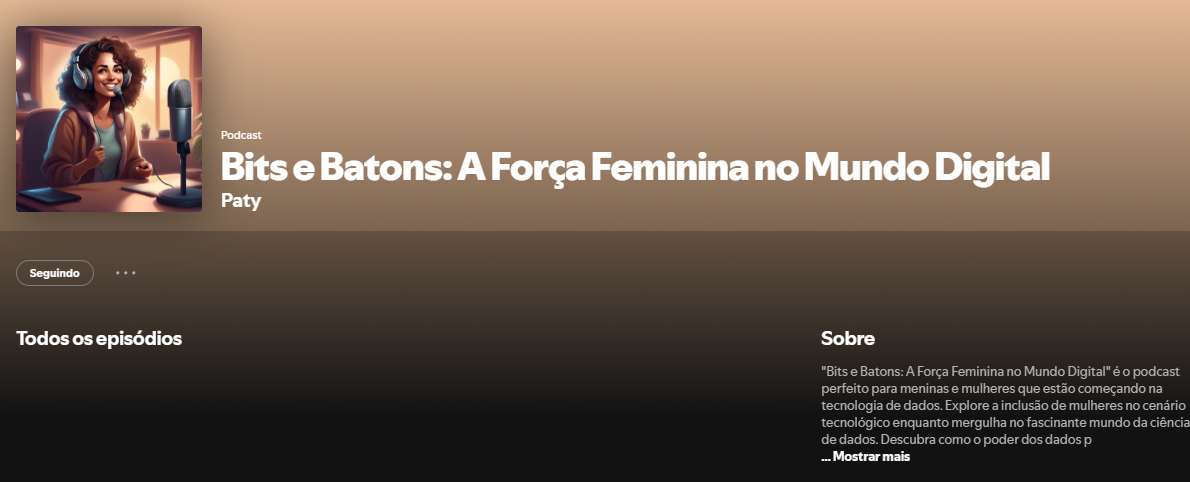 Podcast
Bits e Batons: A Força Feminina no Mundo Digital
Paty
Seguindo
Todos os episódios
Sobre
"Bits e Batons: A Força Feminina no Mundo Digital" é o podcast
perfeito para meninas e mulheres que estão começando na
tecnologia de dados. Explore a inclusão de mulheres no cenário
tecnológico enquanto mergulha no fascinante mundo da ciência
de dados. Descubra como o poder dos dados p
... Mostrar mais